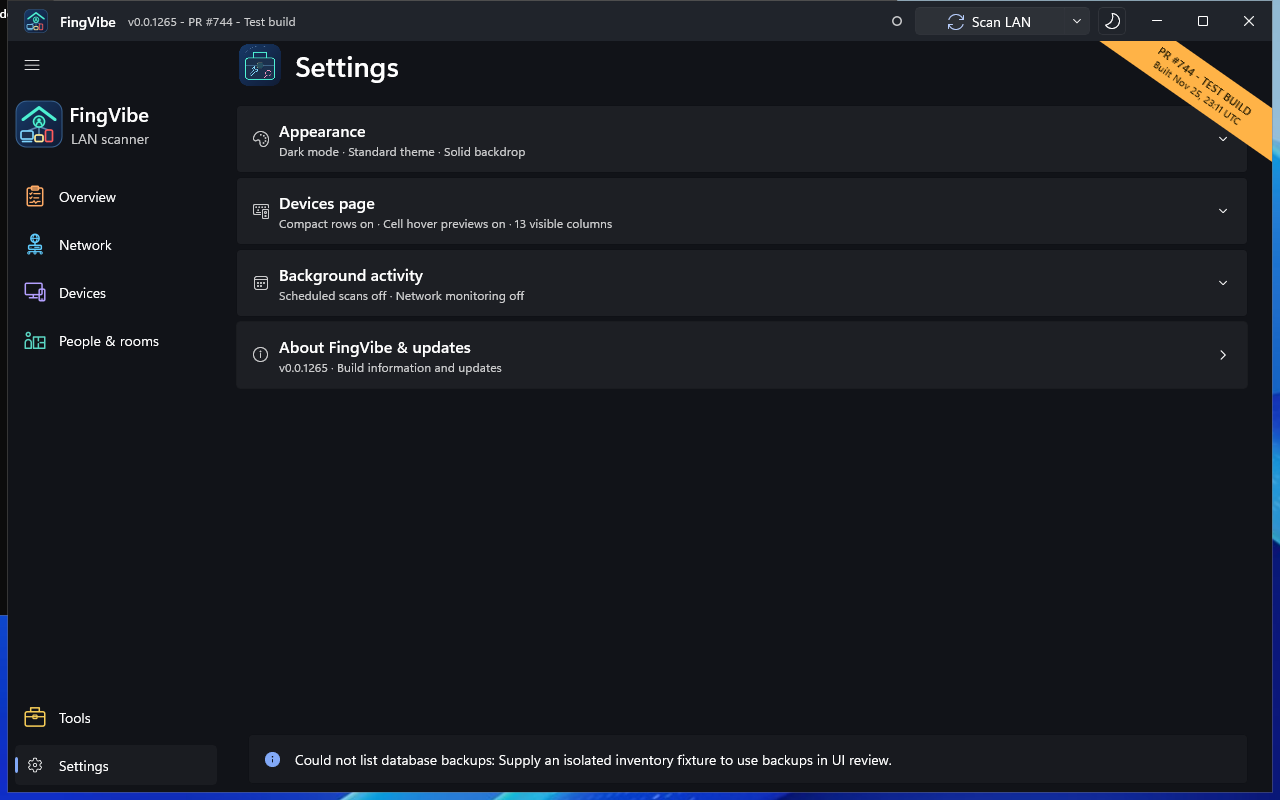 FingVibe v0.0.1265 - PR #744 - Test build
Scan LAN
PR #744 - TEST BUILD
Built Nov 25, 23:11 UTC
Settings
FingVibe
LAN scanner
Overview
Network
Devices
People & rooms
Appearance
Dark mode · Standard theme · Solid backdrop
Devices page
Compact rows on · Cell hover previews on · 13 visible columns
Background activity
Scheduled scans off · Network monitoring off
About FingVibe & updates
v0.0.1265 · Build information and updates
Tools
Settings
Could not list database backups: Supply an isolated inventory fixture to use backups in UI review.